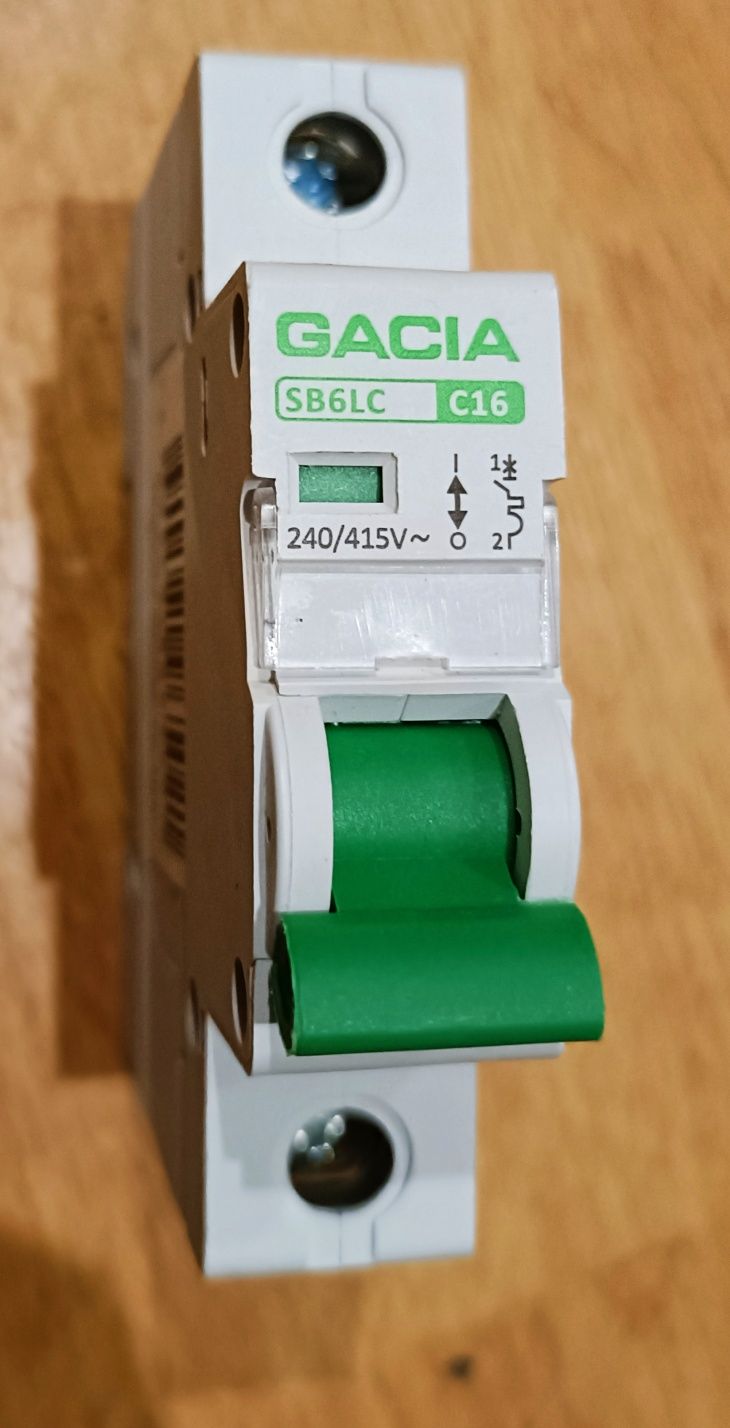 GACIA
SB6LC C16
I 1
240/415V~ O 2